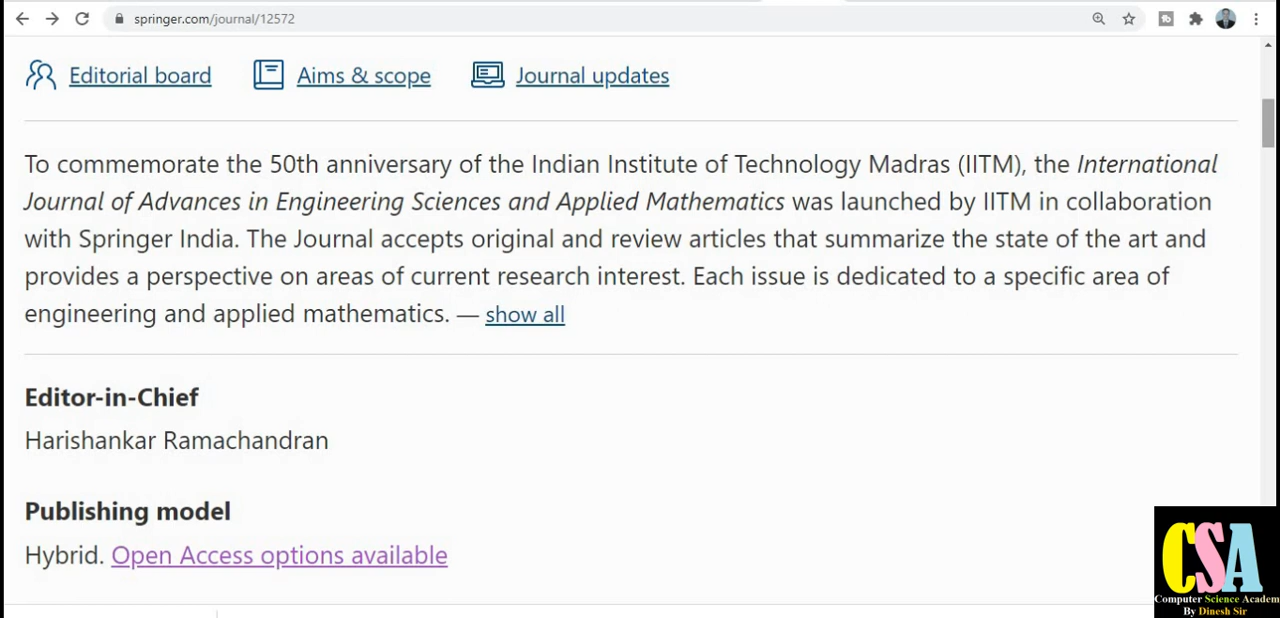 springer.com/journal/12572
Editorial board Aims & scope Journal updates
To commemorate the 50th anniversary of the Indian Institute of Technology Madras (IITM), the International
Journal of Advances in Engineering Sciences and Applied Mathematics was launched by IITM in collaboration
with Springer India. The Journal accepts original and review articles that summarize the state of the art and
provides a perspective on areas of current research interest. Each issue is dedicated to a specific area of
engineering and applied mathematics. — show all
Editor-in-Chief
Harishankar Ramachandran
Publishing model
Hybrid. Open Access options available
CSA
Computer Science Academ
By Dinesh Sir